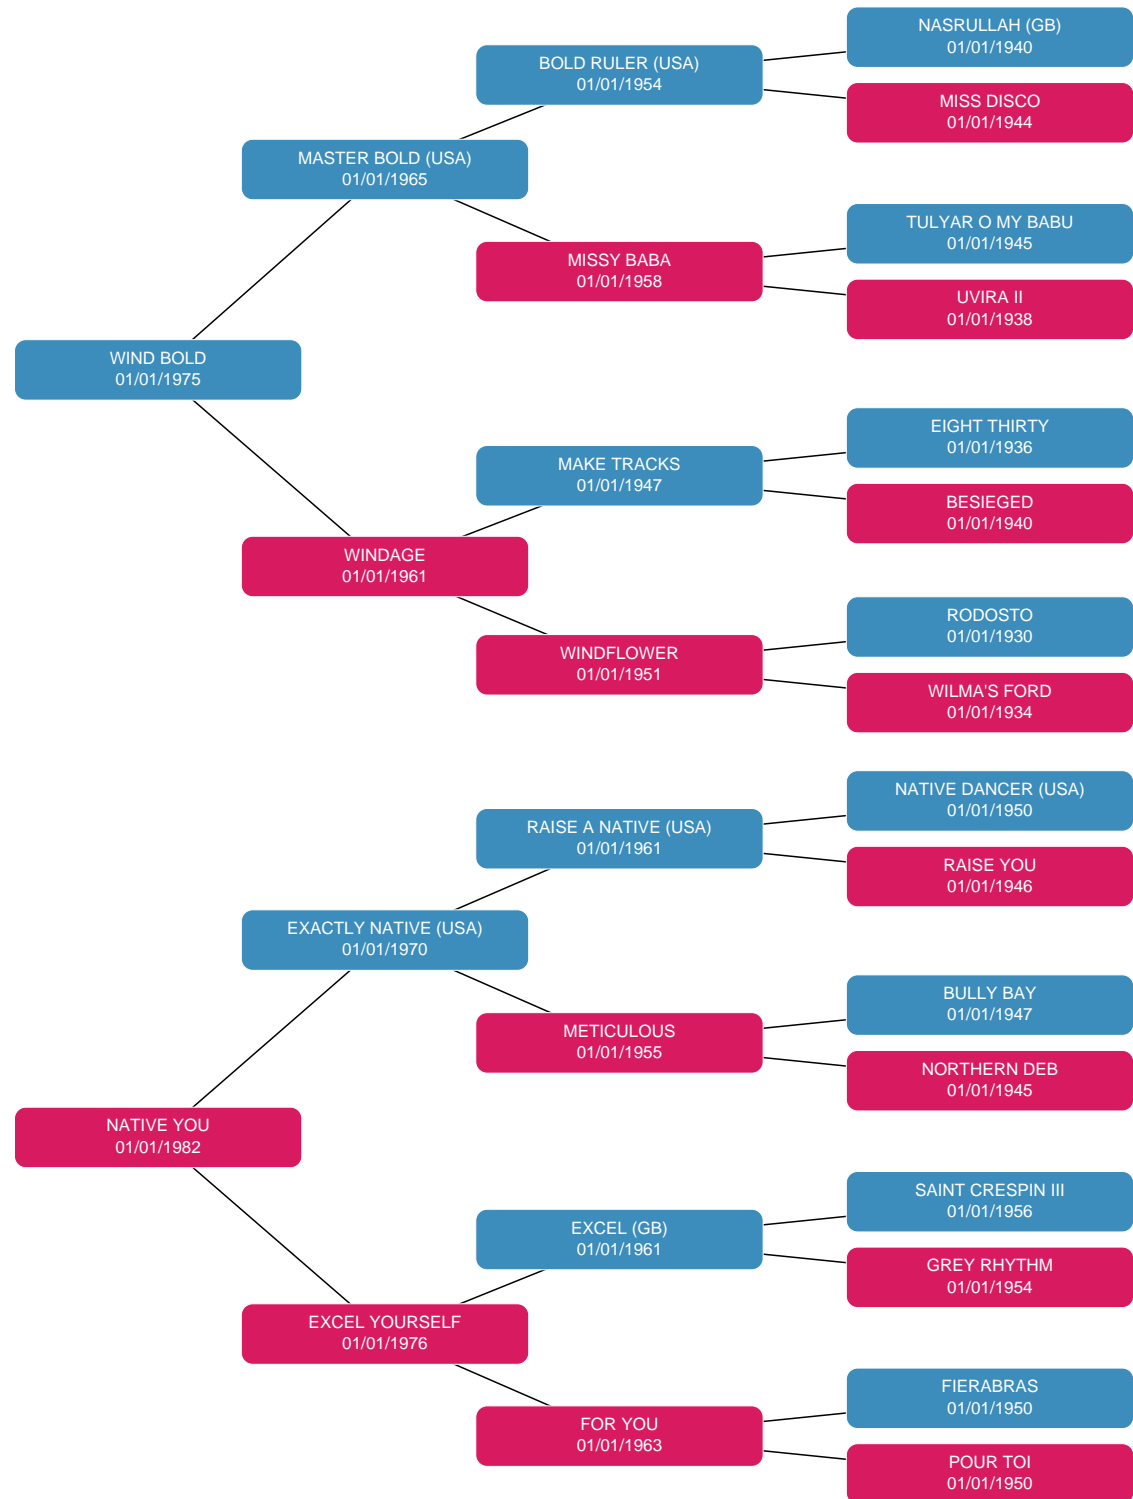 NASRULLAH (GB)
01/01/1940
BOLD RULER (USA)
01/01/1954
MISS DISCO
01/01/1944
MASTER BOLD (USA)
01/01/1965
TULYAR O MY BABU
01/01/1945
MISSY BABA
01/01/1958
UVIRA II
01/01/1938
WIND BOLD
01/01/1975
EIGHT THIRTY
01/01/1936
MAKE TRACKS
01/01/1947
BESIEGED
01/01/1940
WINDAGE
01/01/1961
RODOSTO
01/01/1930
WINDFLOWER
01/01/1951
WILMA'S FORD
01/01/1934
NATIVE DANCER (USA)
01/01/1950
RAISE A NATIVE (USA)
01/01/1961
RAISE YOU
01/01/1946
EXACTLY NATIVE (USA)
01/01/1970
BULLY BAY
01/01/1947
METICULOUS
01/01/1955
NORTHERN DEB
01/01/1945
NATIVE YOU
01/01/1982
SAINT CRESPIN III
01/01/1956
EXCEL (GB)
01/01/1961
GREY RHYTHM
01/01/1954
EXCEL YOURSELF
01/01/1976
FIERABRAS
01/01/1950
FOR YOU
01/01/1963
POUR TOI
01/01/1950